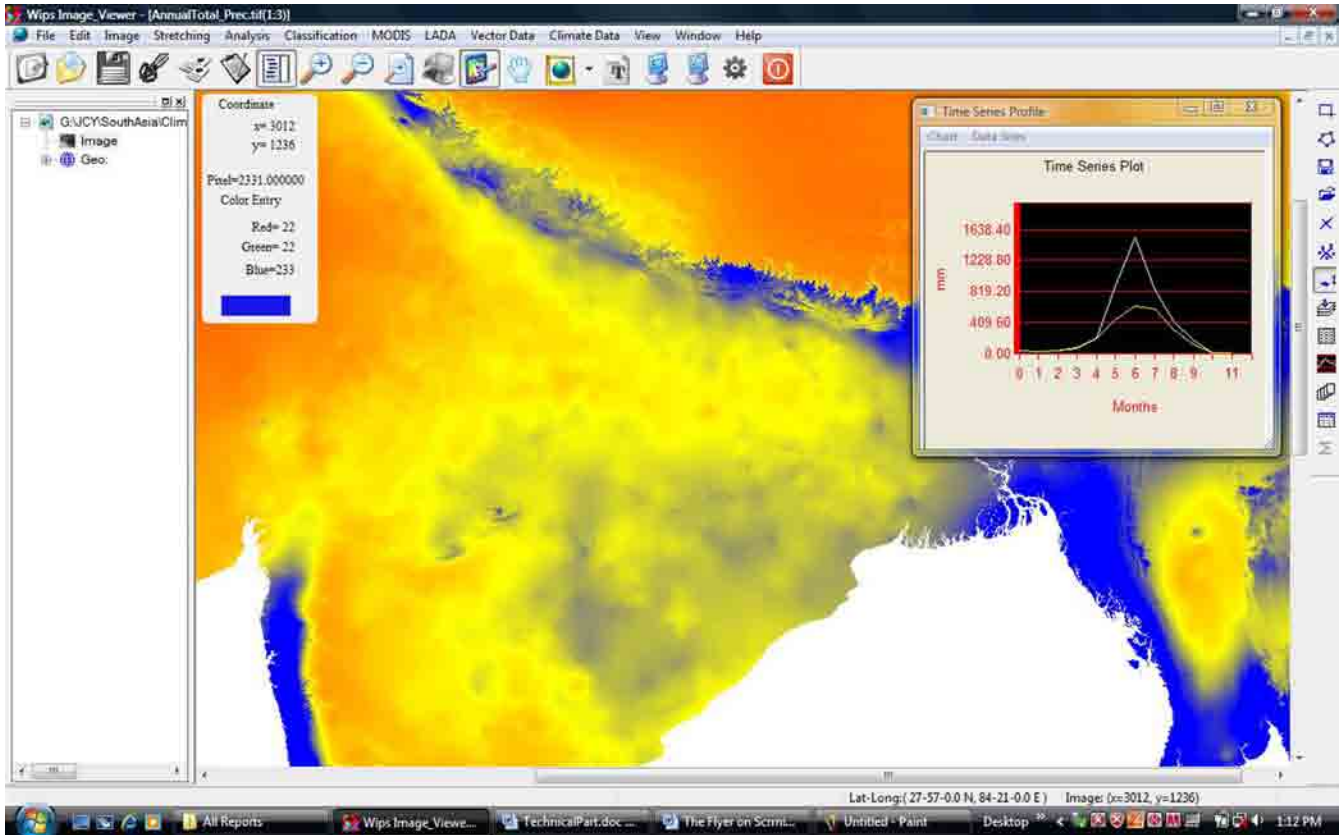 Wips Image_Viewer - [AnnualTotal_Prec.tif(1:3)]
File Edit Image Stretching Analysis Classification MODIS LADA Vector Data Climate Data View Window Help
G:\JCY\SouthAsia\Clim
Image
Geo:
Coordinate
x= 3012
y= 1236
Pixel=2331.000000
Color Entry
Red= 22
Green= 22
Blue=233
Time Series Profile
Chart Data Sites
Time Series Plot
1638.40
1228.80
819.20
409.60
0.00
mm
0 1 2 3 4 5 6 7 8 9 11
Months
Lat-Long:( 27-57-0.0 N, 84-21-0.0 E ) Image: (x=3012, y=1236)
All Reports
Wips Image_Viewe...
TechnicalPart.doc ...
The Flyer on
Untitled - Paint
Desktop
1:12 PM